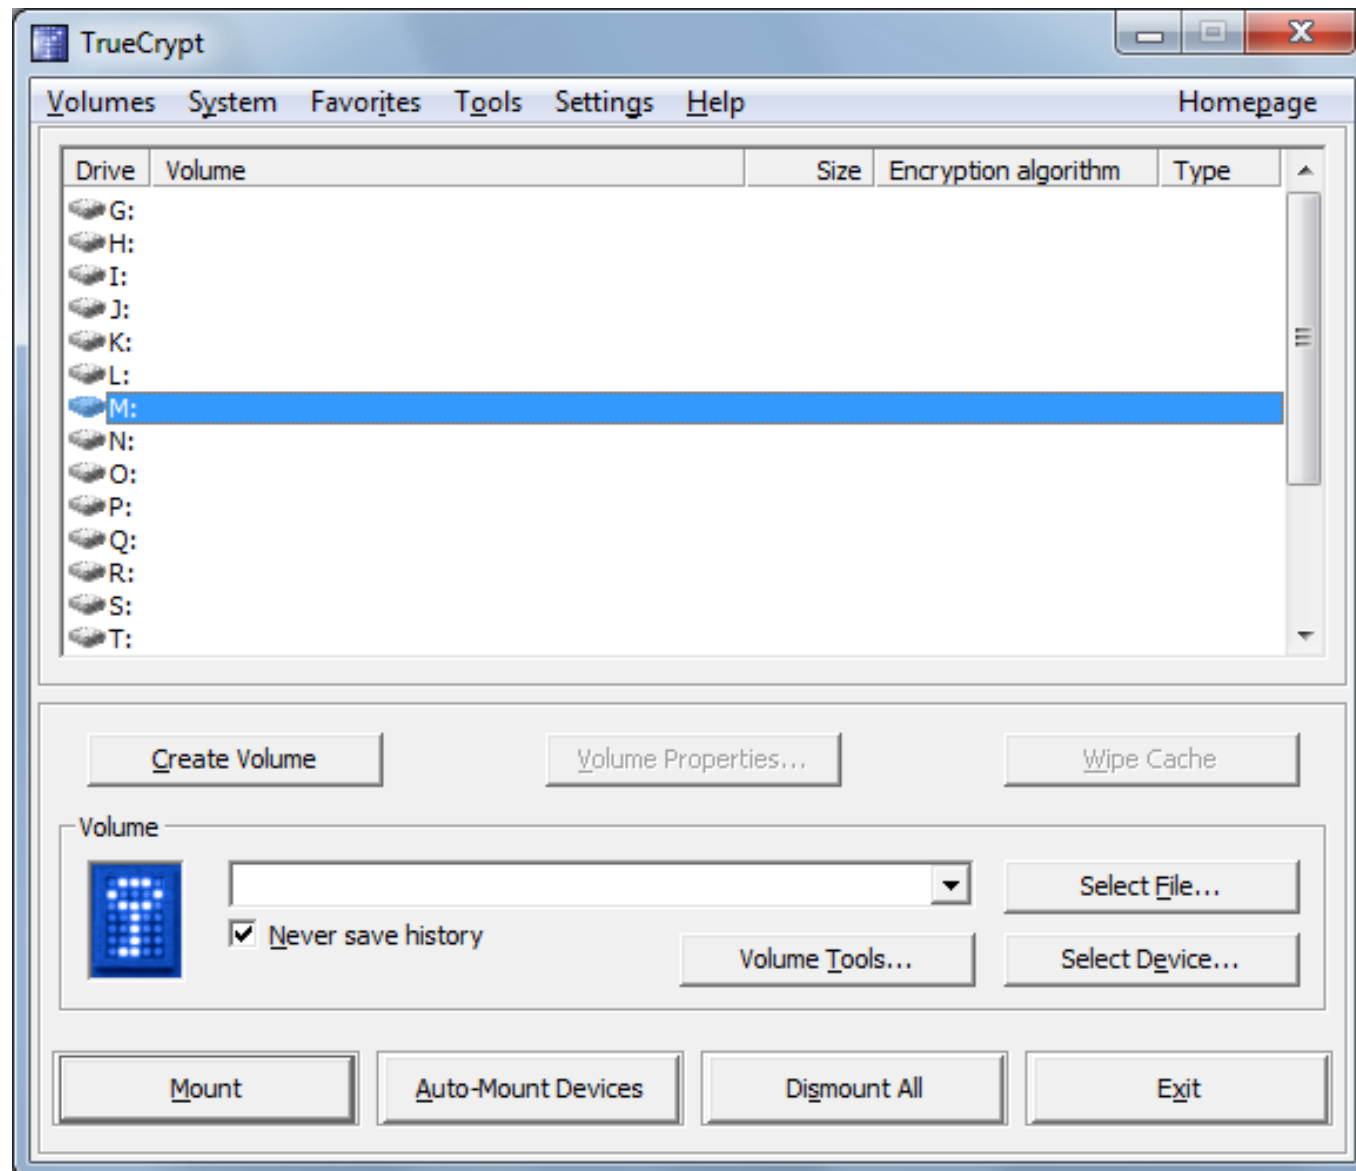 TrueCrypt
Volumes System Favorites Tools Settings Help Homepage
Drive Volume Size Encryption algorithm Type
G:
H:
I:
J:
K:
L:
M:
N:
O:
P:
Q:
R:
S:
T:
Create Volume Volume Properties... Wipe Cache
Volume
Select File...
Never save history
Volume Tools... Select Device...
Mount Auto-Mount Devices Dismount All Exit